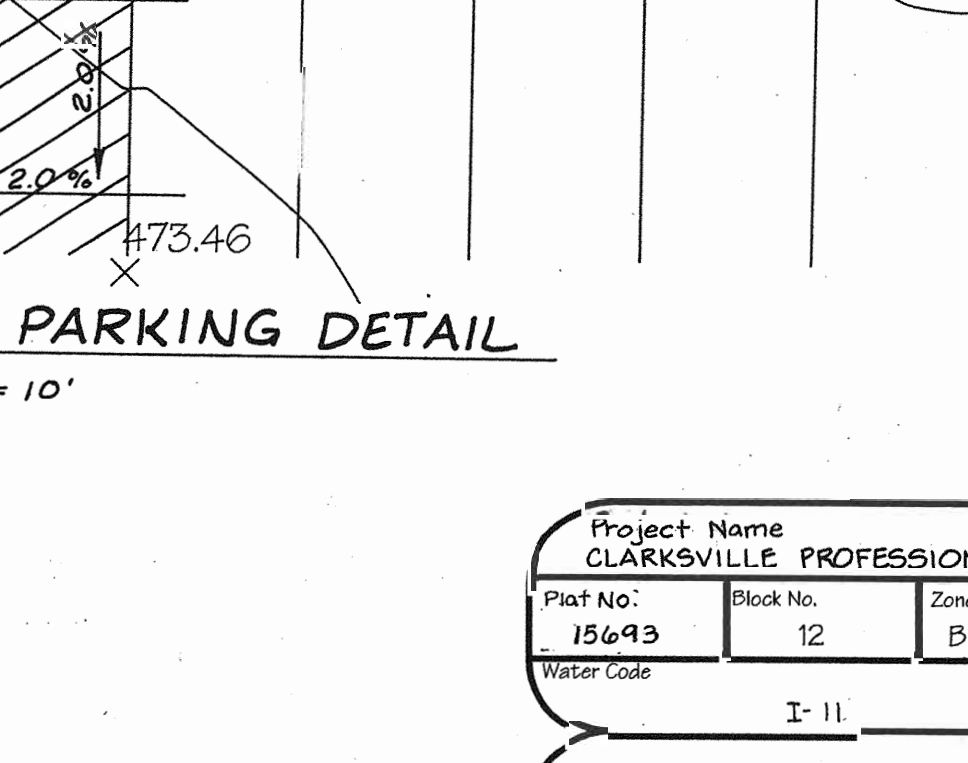 2.0%
2.0%
473.46
PARKING DETAIL
= 10'
Project Name
CLARKSVILLE PROFESSION
Plat No:
15693
Block No.
12
Zone
B
Water Code
I-11